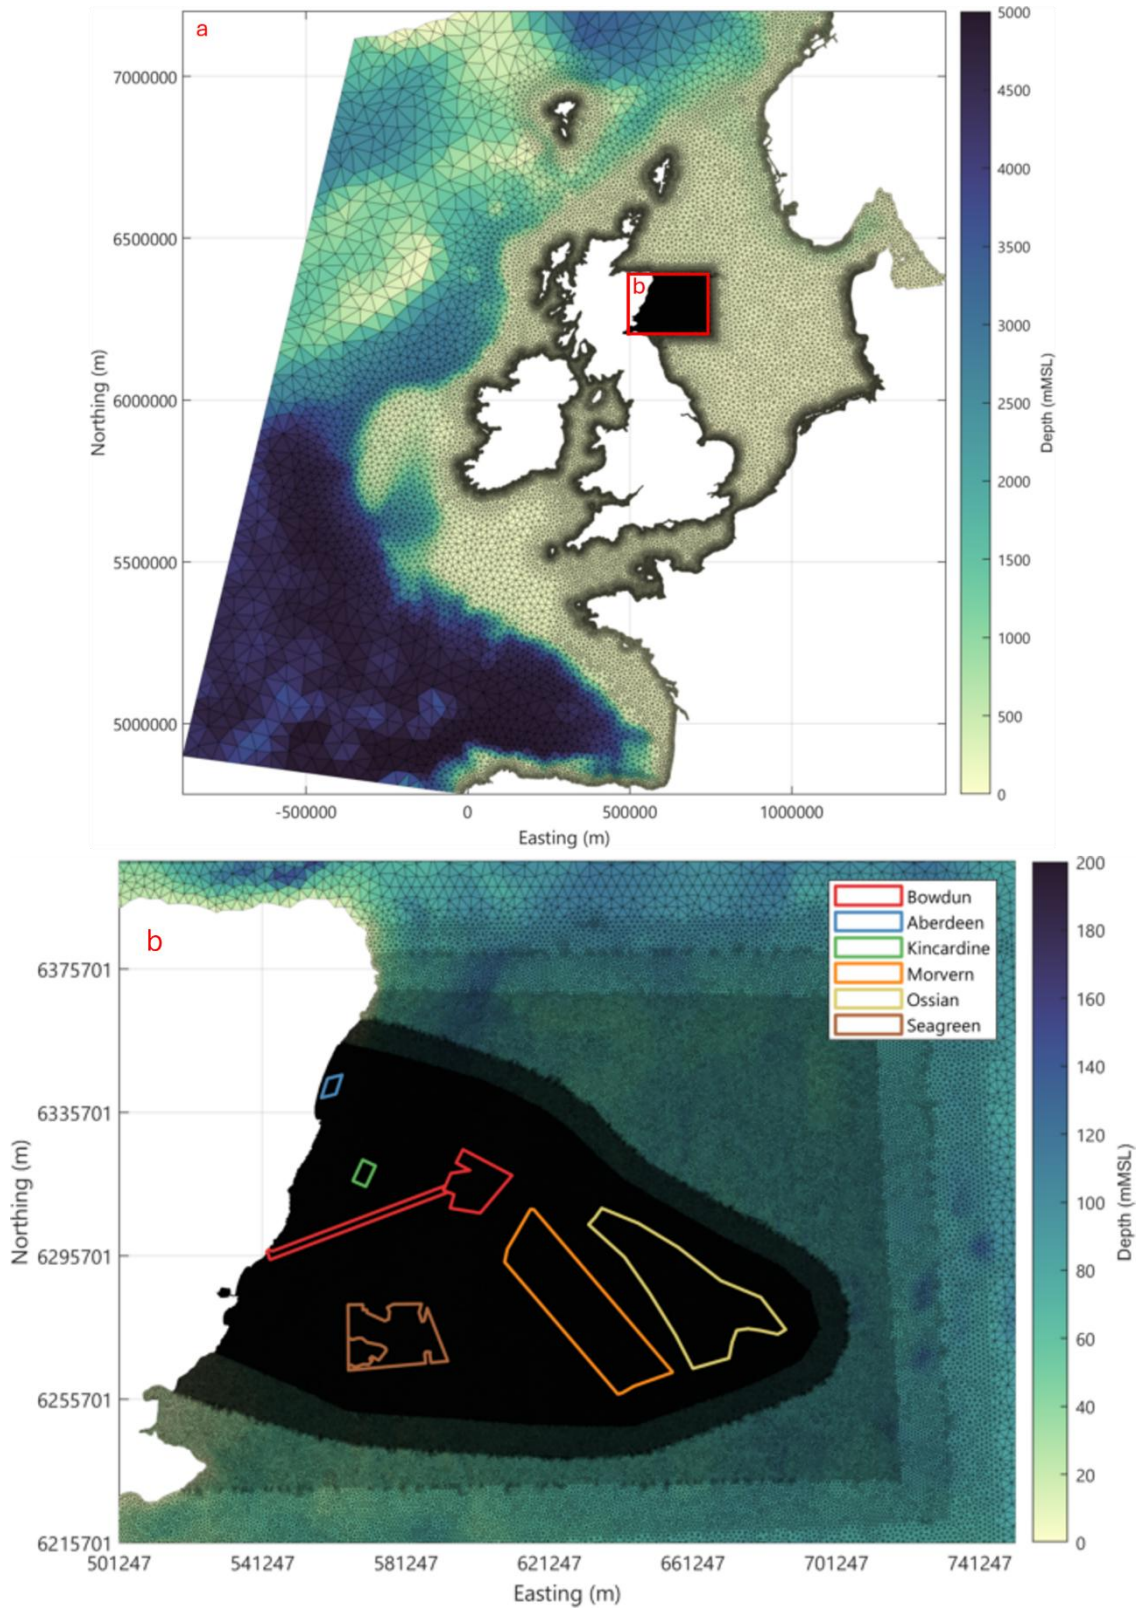 a
7000000
6500000
6000000
5500000
5000000
Northing (m)
-500000 0 500000 1000000
Easting (m)
b
5000
4500
4000
3500
3000
2500
2000
1500
1000
500
0
Depth (mMSL)
b
Bowdun
Aberdeen
Kincardine
Morvern
Ossian
Seagreen
6375701
6335701
6295701
6255701
6215701
Northing (m)
501247 541247 581247 621247 661247 701247 741247
Easting (m)
200
180
160
140
120
100
80
60
40
20
0
Depth (mMSL)